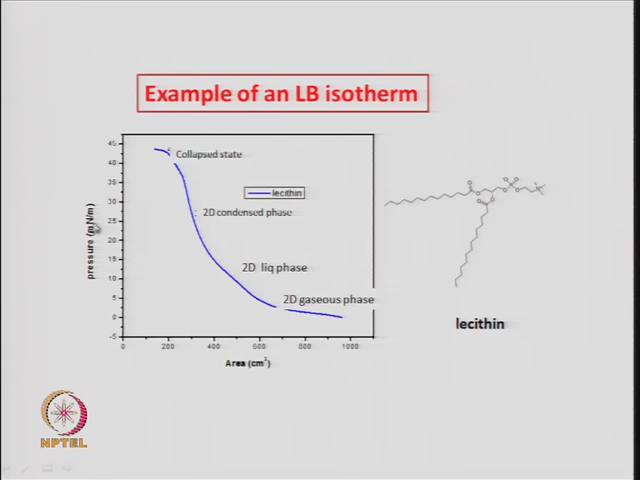 Example of an LB isotherm
45
40
35
30
25
20
15
10
5
0
-5
pressure (mN/m)
Collapsed state
lecithin
2D condensed phase
2D liq phase
2D gaseous phase
0
200
400
600
800
1000
Area (cm²)
lecithin
NPTEL